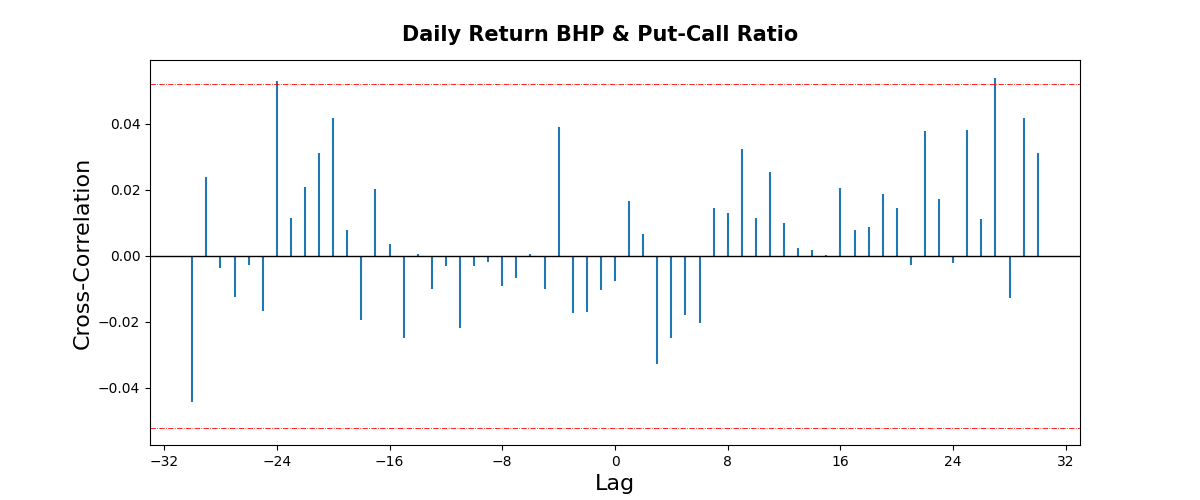 Daily Return BHP & Put-Call Ratio
Cross-Correlation
0.04
0.02
0.00
−0.02
−0.04
−32 −24 −16 −8 0 8 16 24 32
Lag